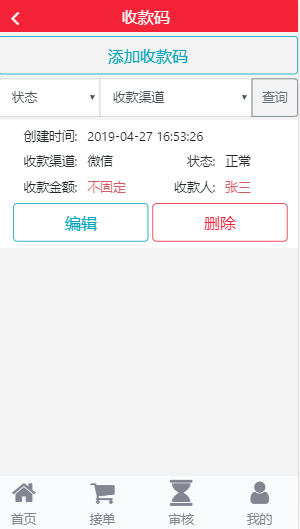 收款码
添加收款码
状态 收款渠道 查询
创建时间: 2019-04-27 16:53:26
收款渠道: 微信 状态: 正常
收款金额: 不固定 收款人: 张三
编辑 删除
首页 接单 审核 我的